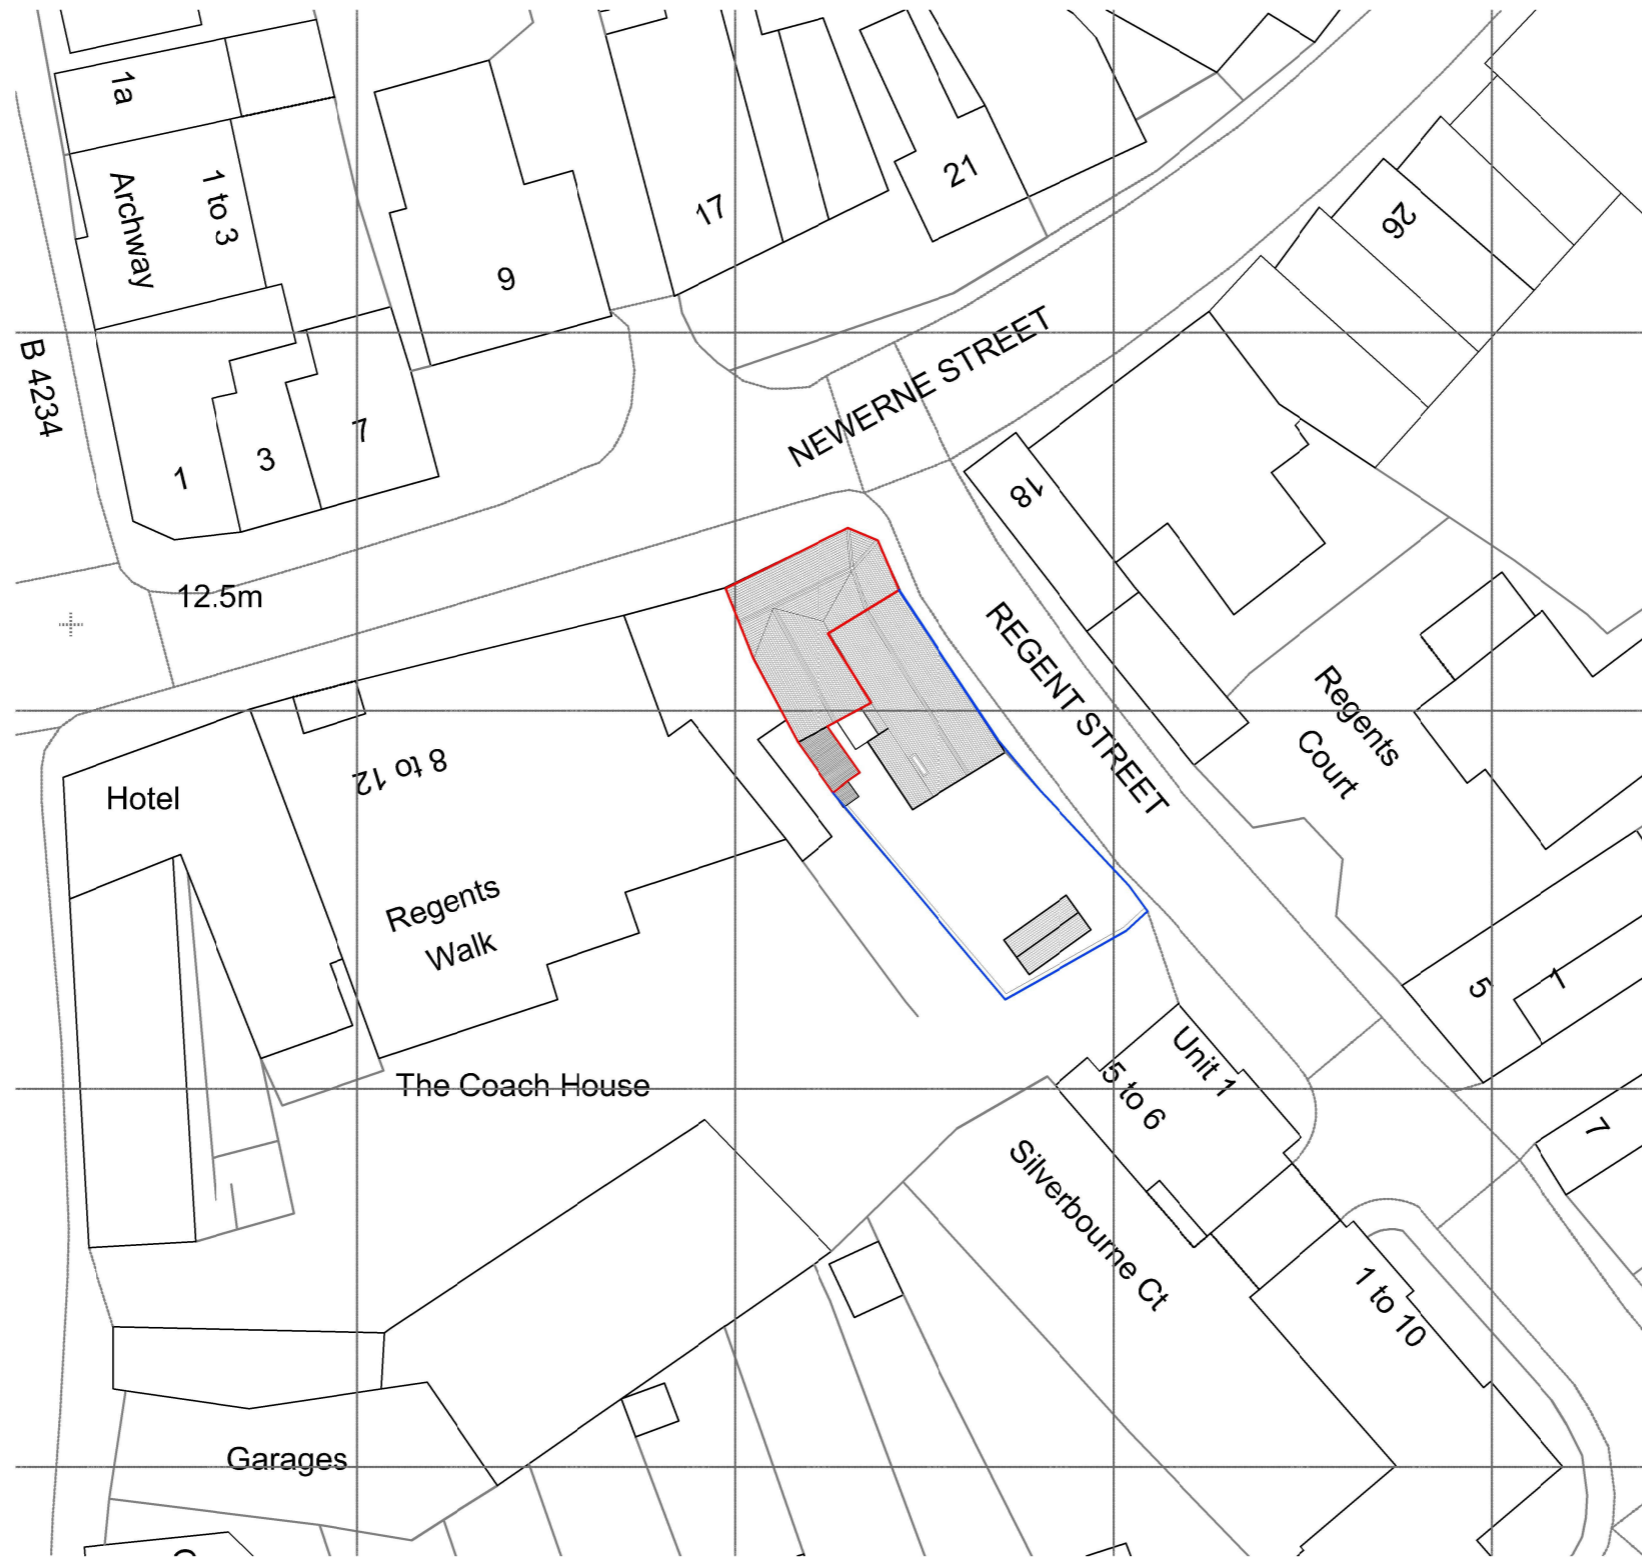 1a
Archway
1 to 3
9
17
21
26
B 4234
NEWERNE STREET
7
3
1
18
12.5m
REGENT STREET
Regents
Court
8 to 12
Hotel
Regents
Walk
5
1
Unit 1
5 to 6
The Coach House
7
Silverbourne Ct
1 to 10
Garages